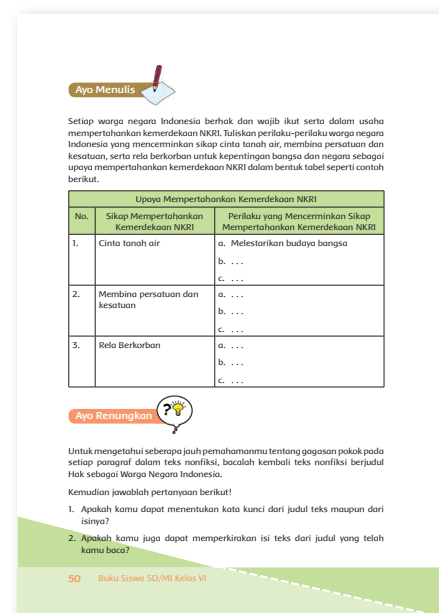 Ayo Menulis
Setiap warga negara Indonesia berhak dan wajib ikut serta dalam usaha
mempertahankan kemerdekaan NKRI. Tuliskan perilaku-perilaku warga negara
Indonesia yang mencerminkan sikap cinta tanah air, membina persatuan dan
kesatuan, serta rela berkorban untuk kepentingan bangsa dan negara sebagai
upaya mempertahankan kemerdekaan NKRI dalam bentuk tabel seperti contoh
berikut.
Upaya Mempertahankan Kemerdekaan NKRI
No. Sikap Mempertahankan Kemerdekaan NKRI Perilaku yang Mencerminkan Sikap Mempertahankan Kemerdekaan NKRI
1. Cinta tanah air a. Melestarikan budaya bangsa
b. . . .
c. . . .
2. Membina persatuan dan kesatuan a. . . .
b. . . .
c. . . .
3. Rela Berkorban a. . . .
b. . . .
c. . . .
Ayo Renungkan
?
Untuk mengetahui seberapa jauh pemahamanmu tentang gagasan pokok pada
setiap paragraf dalam teks nonfiksi, bacalah kembali teks nonfiksi berjudul
Hak sebagai Warga Negara Indonesia.
Kemudian jawablah pertanyaan berikut!
1. Apakah kamu dapat menentukan kata kunci dari judul teks maupun dari
isinya?
2. Apakah kamu juga dapat memperkirakan isi teks dari judul yang telah
kamu baca?
50 Buku Siswa SD/MI Kelas VI